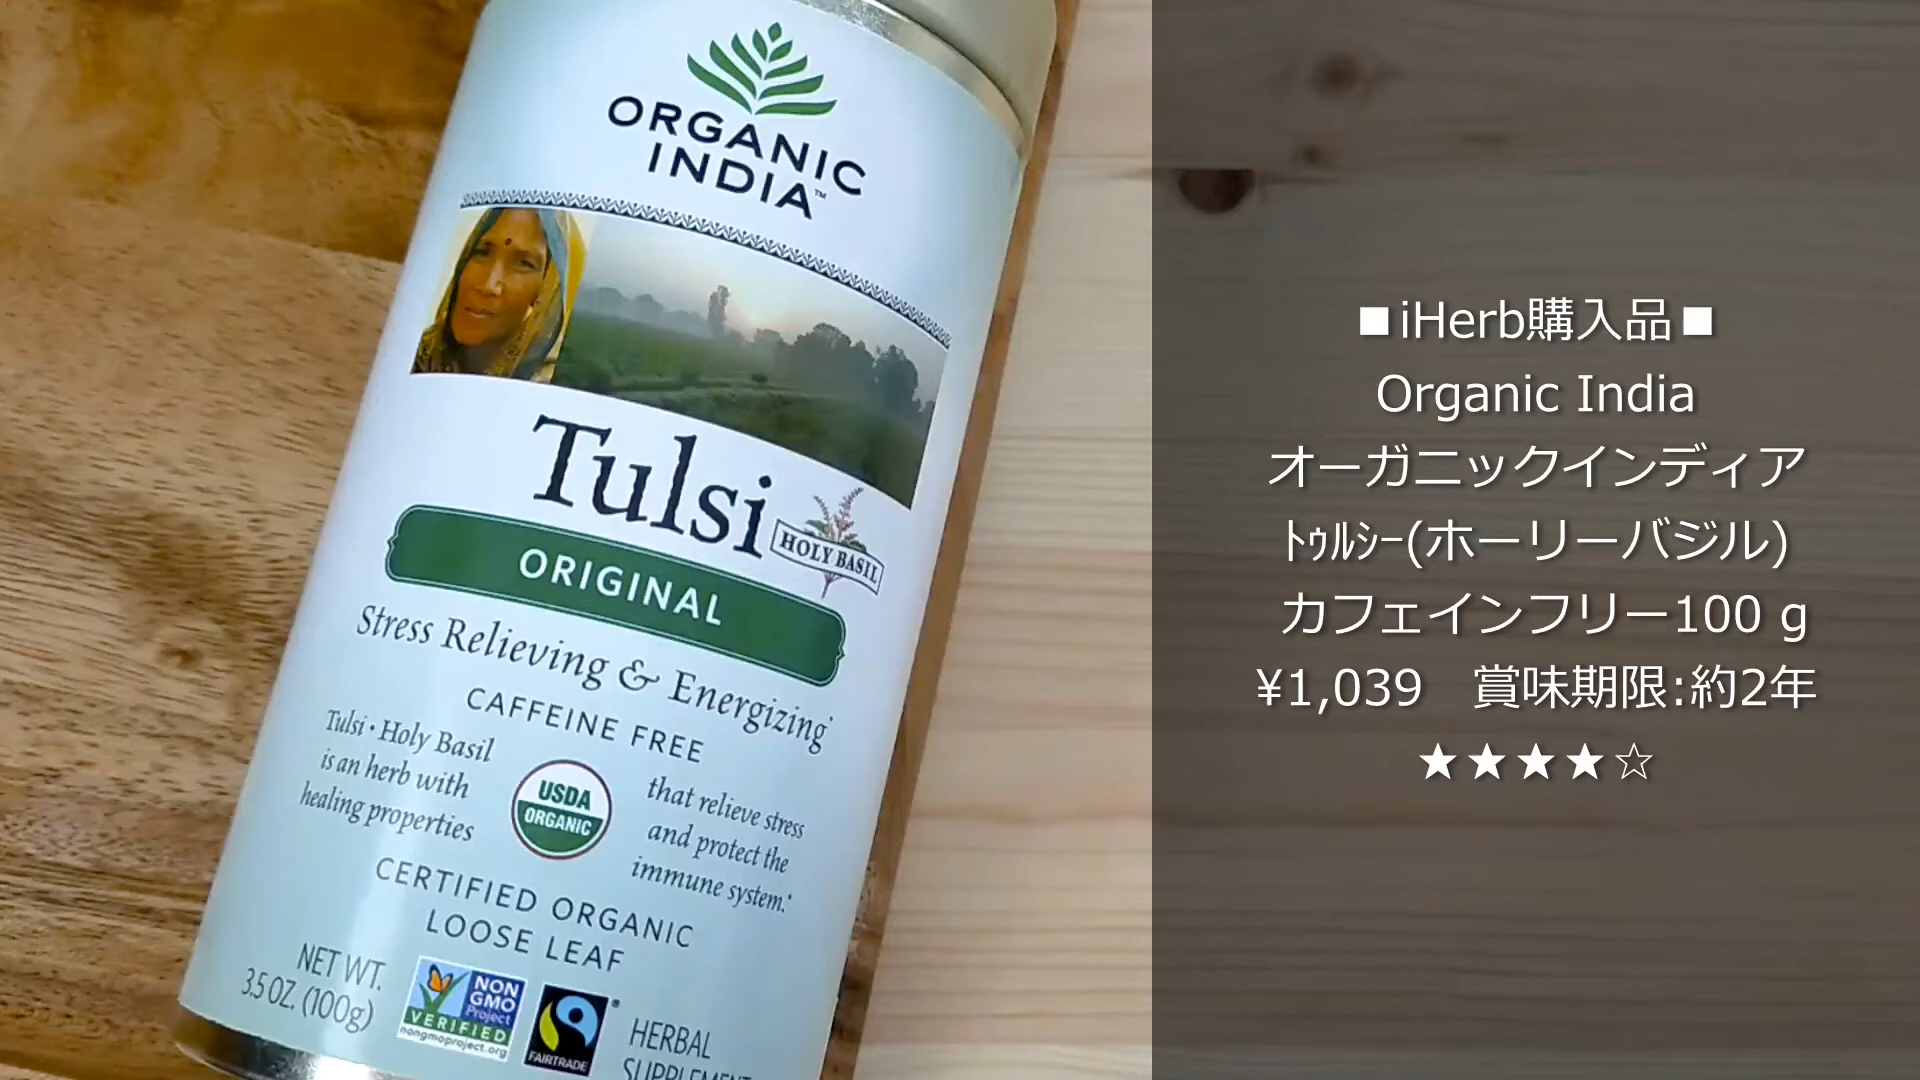 ORGANIC
INDIA™
Tulsi
HOLY BASIL
ORIGINAL
Stress Relieving & Energizing*
CAFFEINE FREE
Tulsi • Holy Basil
is an herb with
healing properties
USDA
ORGANIC
that relieve stress
and protect the
immune system.*
CERTIFIED ORGANIC
LOOSE LEAF
NET WT.
3.5 OZ. (100g)
NON
GMO
Project
VERIFIED
nongmoproject.org
FAIRTRADE
®
HERBAL
SUPPLEMENT
■iHerb購入品■
Organic India
オーガニックインディア
ﾄｩﾙｼｰ(ホーリーバジル)
カフェインフリー100 g
¥1,039 賞味期限:約2年
★★★★☆